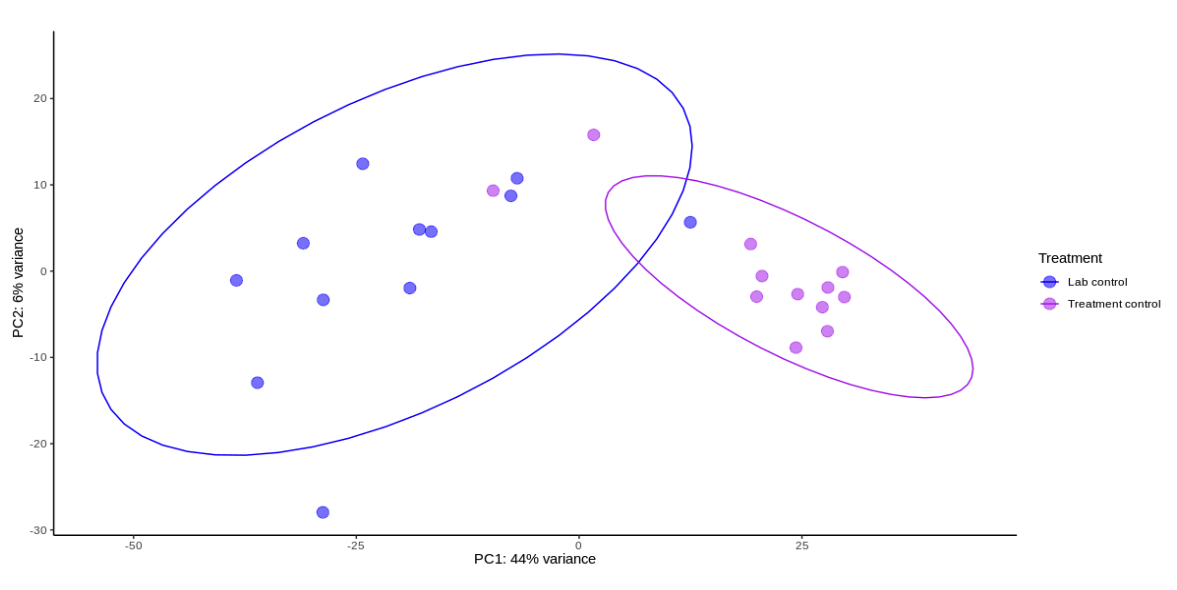 20
10
0
-10
-20
-30
PC2: 6% variance
-50
-25
0
25
PC1: 44% variance
Treatment
Lab control
Treatment control